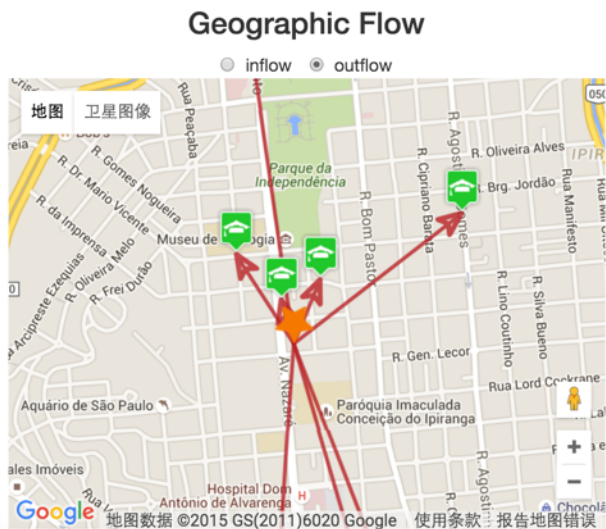 Geographic Flow
inflow
outflow
地图
卫星图像
Rua Peaçaba
R. Gomes Nogueira
R. Dr. Mario Vicente
R. da Imprensa
R. Oliveira Melo
R. Frei Durão
Parque da
Independência
Museu de
R. Bom Pastor
R. Cipriano Barata
R. Oliveira Alves
R. Brg. Jordão
Rua Manifesto
R. Lino Coutinho
R. Silva Bueno
R. Gen. Lecor
Rua Lord Cockrane
Av. Nazaré
Aquário de São Paulo
Paróquia Imaculada
Conceição do Ipiranga
ales Imóveis
Hospital Dom
Antônio de Alvarenga
H
+
−
Google
地图数据 ©2015 GS(2011)6020 Google
使用条款
报告地图错误